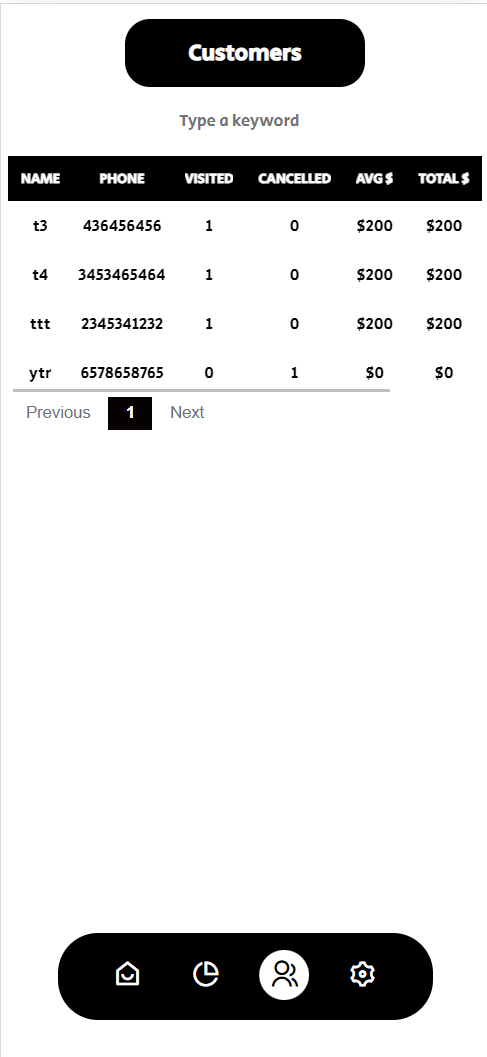 Customers
Type a keyword
NAME PHONE VISITED CANCELLED AVG $ TOTAL $
t3 436456456 1 0 $200 $200
t4 3453465464 1 0 $200 $200
ttt 2345341232 1 0 $200 $200
ytr 6578658765 0 1 $0 $0
Previous 1 Next